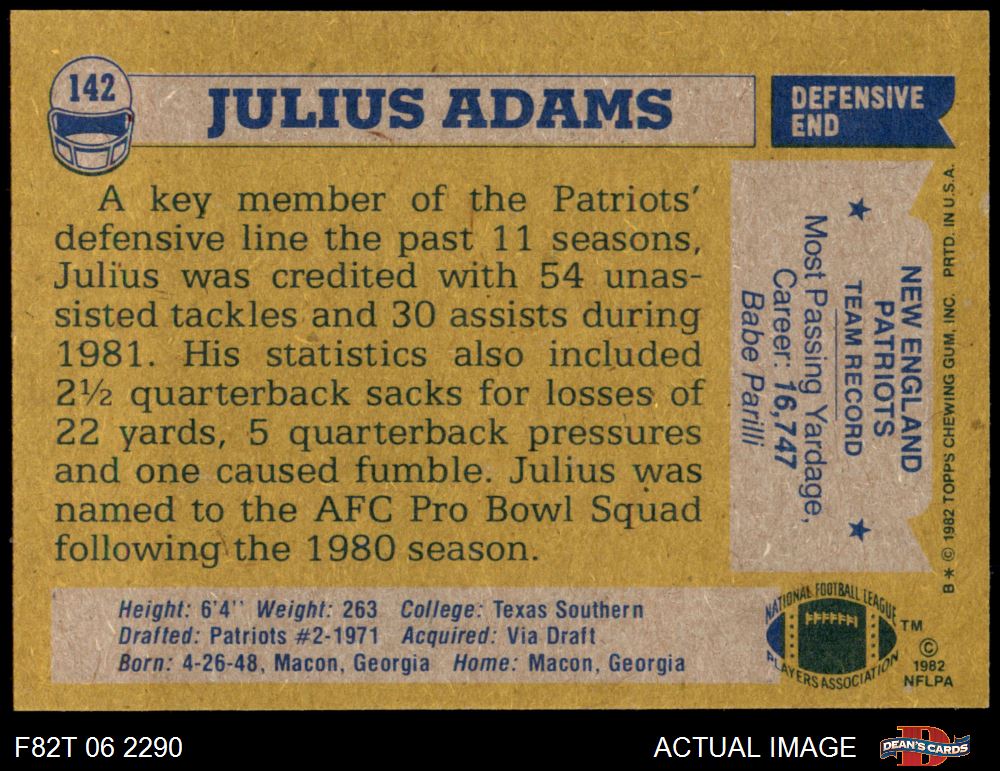 142
JULIUS ADAMS
DEFENSIVE
END
A key member of the Patriots'
defensive line the past 11 seasons,
Julius was credited with 54 unas-
sisted tackles and 30 assists during
1981. His statistics also included
2½ quarterback sacks for losses of
22 yards, 5 quarterback pressures
and one caused fumble. Julius was
named to the AFC Pro Bowl Squad
following the 1980 season.
NEW ENGLAND
PATRIOTS
★ TEAM RECORD ★
Most Passing Yardage,
Career: 16,747
Babe Parilli
B★ © 1982 TOPPS CHEWING GUM, INC. PRTD. IN U.S.A.
Height: 6'4" Weight: 263 College: Texas Southern
Drafted: Patriots #2-1971 Acquired: Via Draft
Born: 4-26-48, Macon, Georgia Home: Macon, Georgia
NATIONAL FOOTBALL LEAGUE
PLAYERS ASSOCIATION
TM
©
1982
NFLPA
F82T 06 2290
ACTUAL IMAGE
DEAN'S CARDS